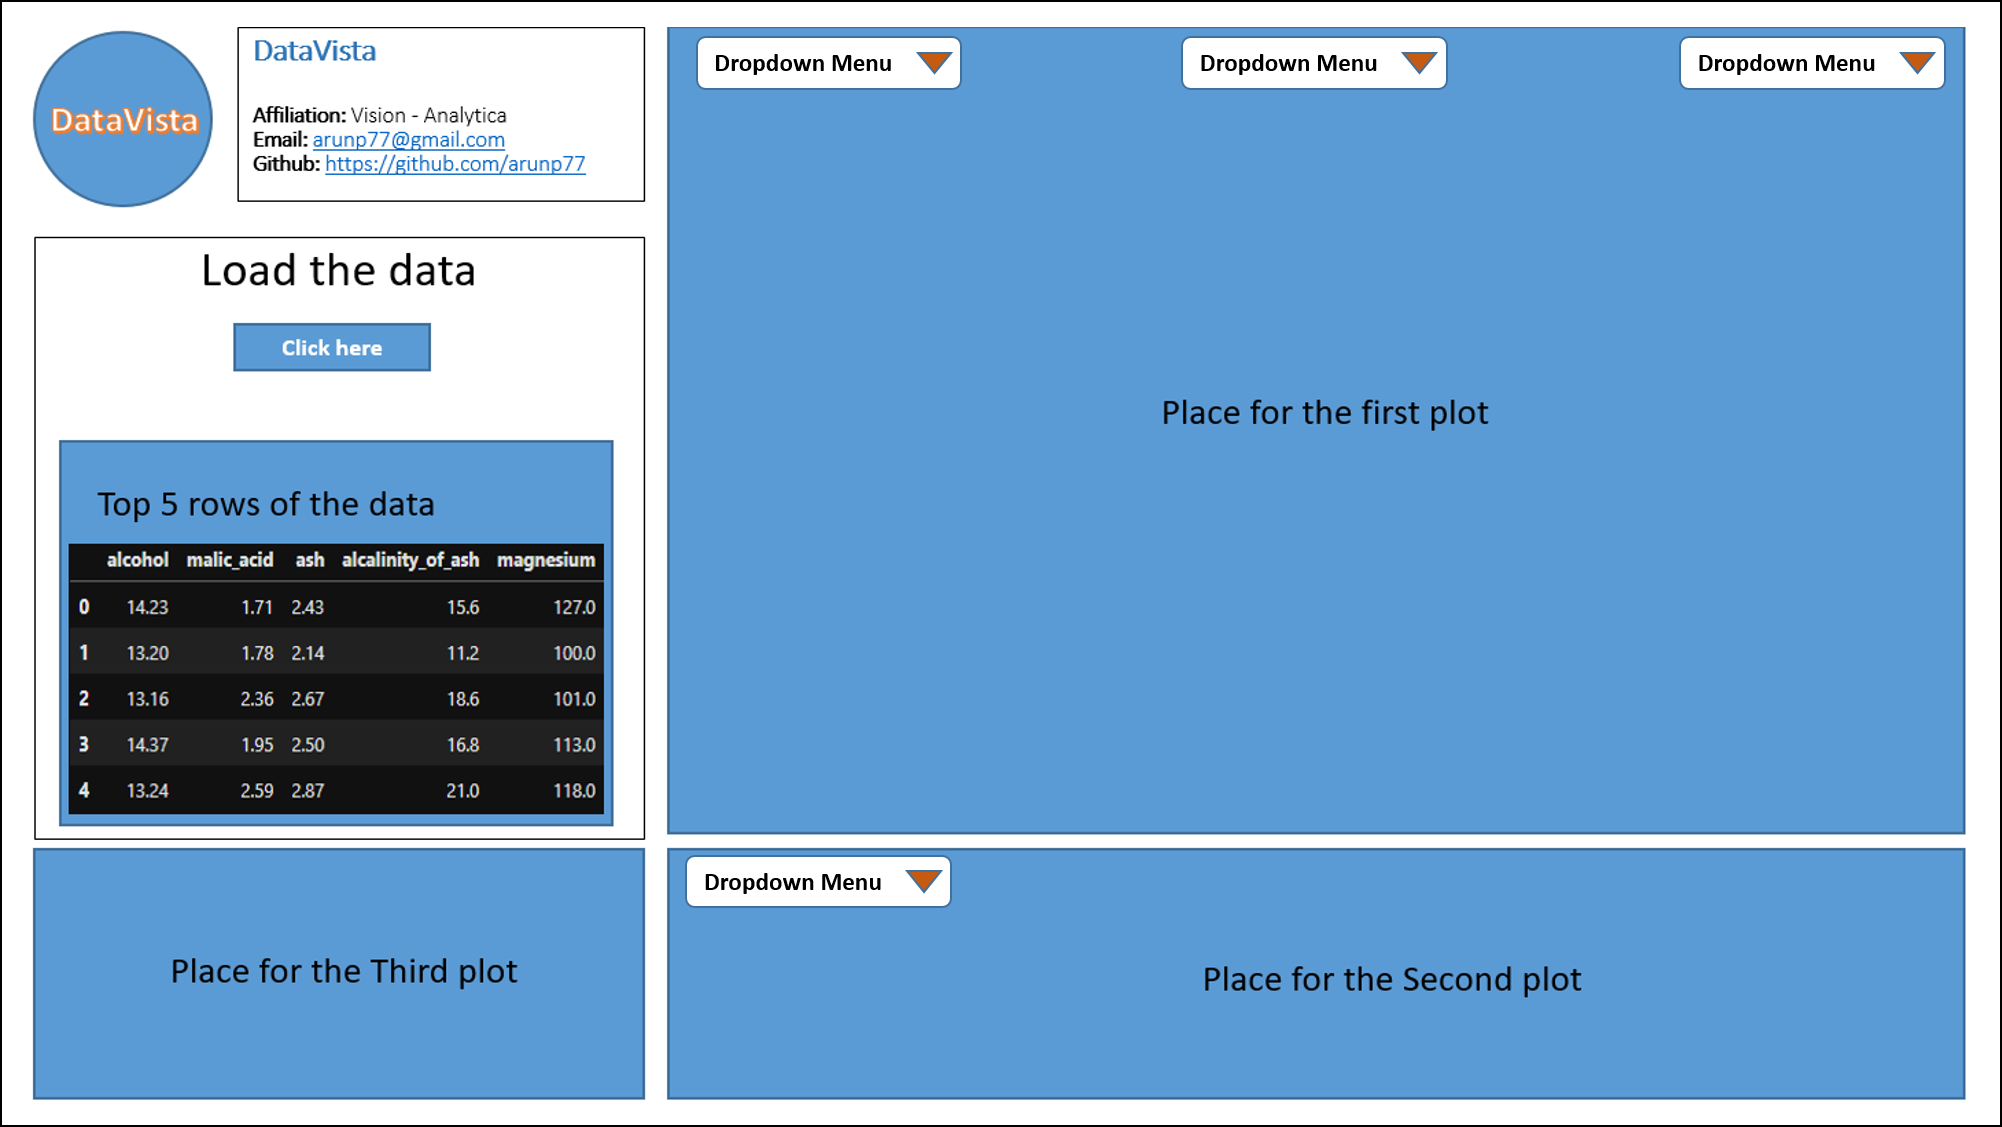 DataVista
DataVista
Affiliation: Vision - Analytica
Email: arunp77@gmail.com
Github: https://github.com/arunp77
Load the data
Click here
Top 5 rows of the data
alcohol malic_acid ash alcalinity_of_ash magnesium
0 14.23 1.71 2.43 15.6 127.0
1 13.20 1.78 2.14 11.2 100.0
2 13.16 2.36 2.67 18.6 101.0
3 14.37 1.95 2.50 16.8 113.0
4 13.24 2.59 2.87 21.0 118.0
Dropdown Menu Dropdown Menu Dropdown Menu
Place for the first plot
Place for the Third plot
Dropdown Menu
Place for the Second plot